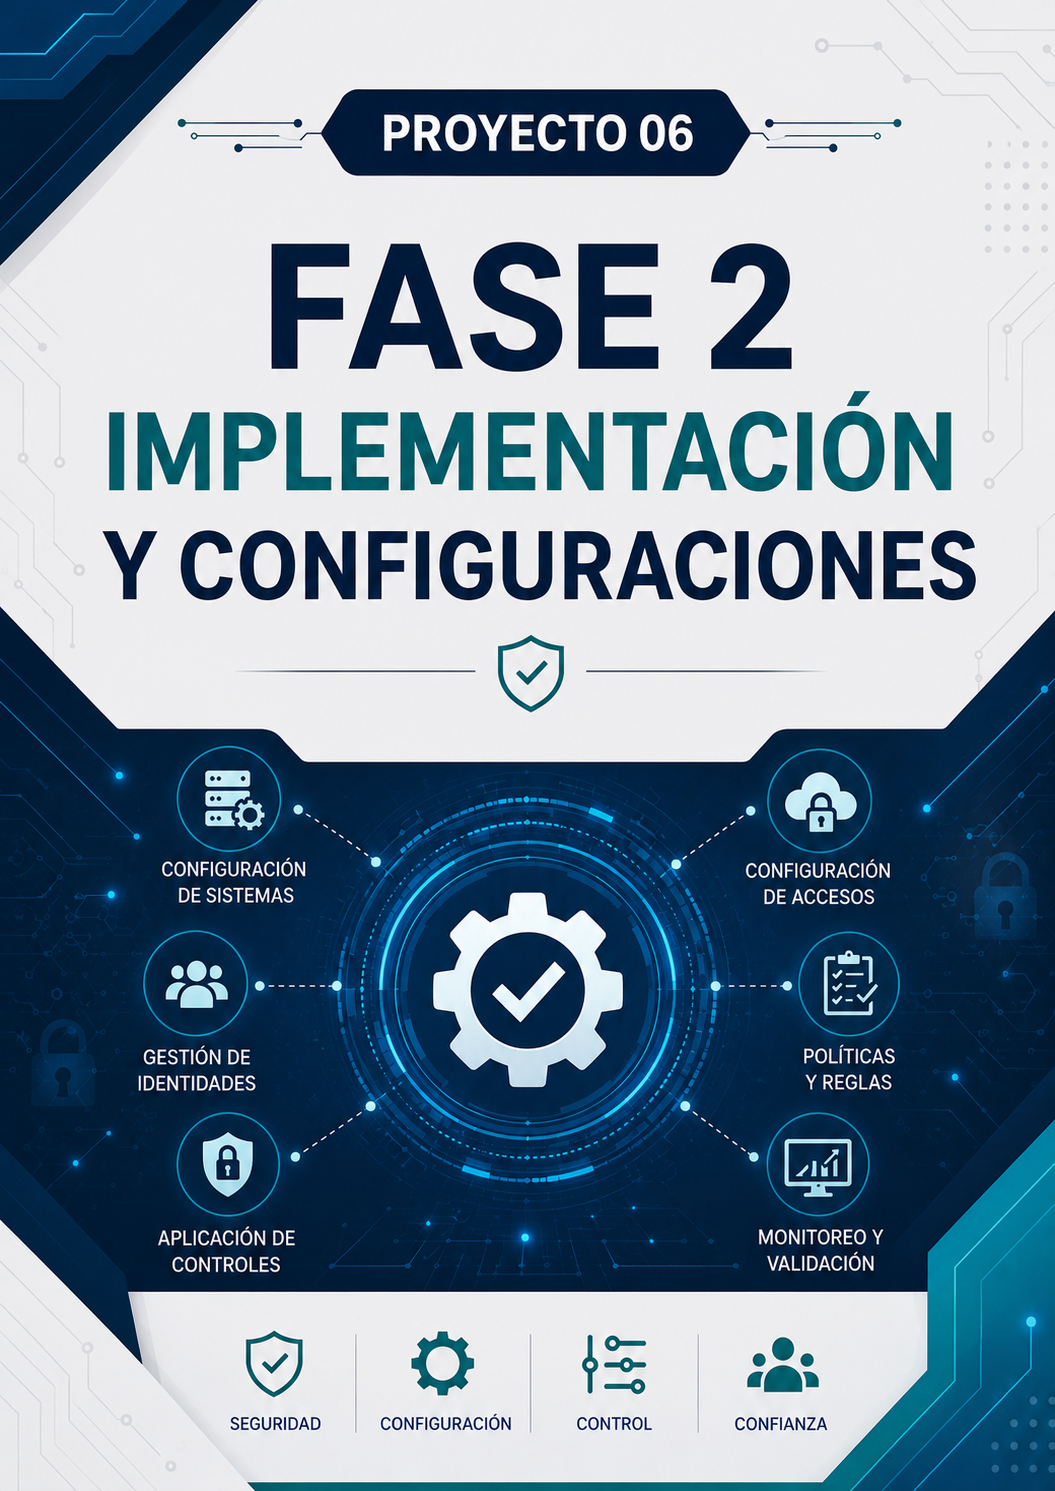 PROYECTO 06
FASE 2
IMPLEMENTACIÓN
Y CONFIGURACIONES
CONFIGURACIÓN
DE SISTEMAS
CONFIGURACIÓN
DE ACCESOS
GESTIÓN DE
IDENTIDADES
POLÍTICAS
Y REGLAS
APLICACIÓN DE
CONTROLES
MONITOREO Y
VALIDACIÓN
SEGURIDAD
CONFIGURACIÓN
CONTROL
CONFIANZA